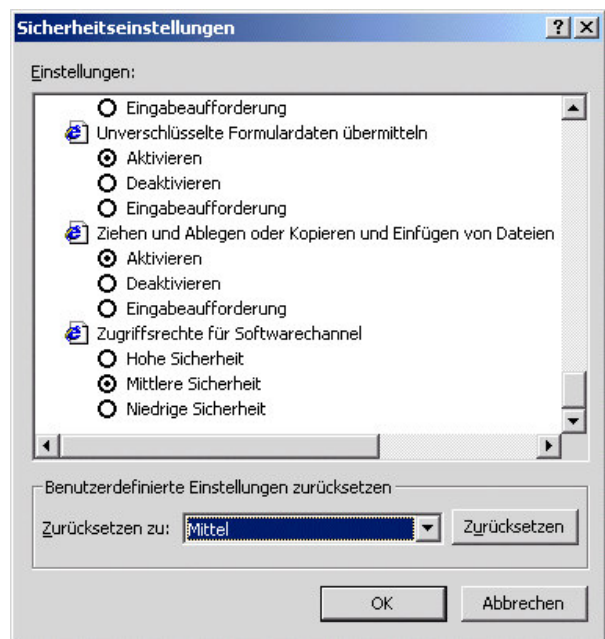 Sicherheitseinstellungen
Einstellungen:
Eingabeaufforderung
Unverschlüsselte Formulardaten übermitteln
Aktivieren
Deaktivieren
Eingabeaufforderung
Ziehen und Ablegen oder Kopieren und Einfügen von Dateien
Aktivieren
Deaktivieren
Eingabeaufforderung
Zugriffsrechte für Softwarechannel
Hohe Sicherheit
Mittlere Sicherheit
Niedrige Sicherheit
Benutzerdefinierte Einstellungen zurücksetzen
Zurücksetzen zu: Mittel Zurücksetzen
OK Abbrechen